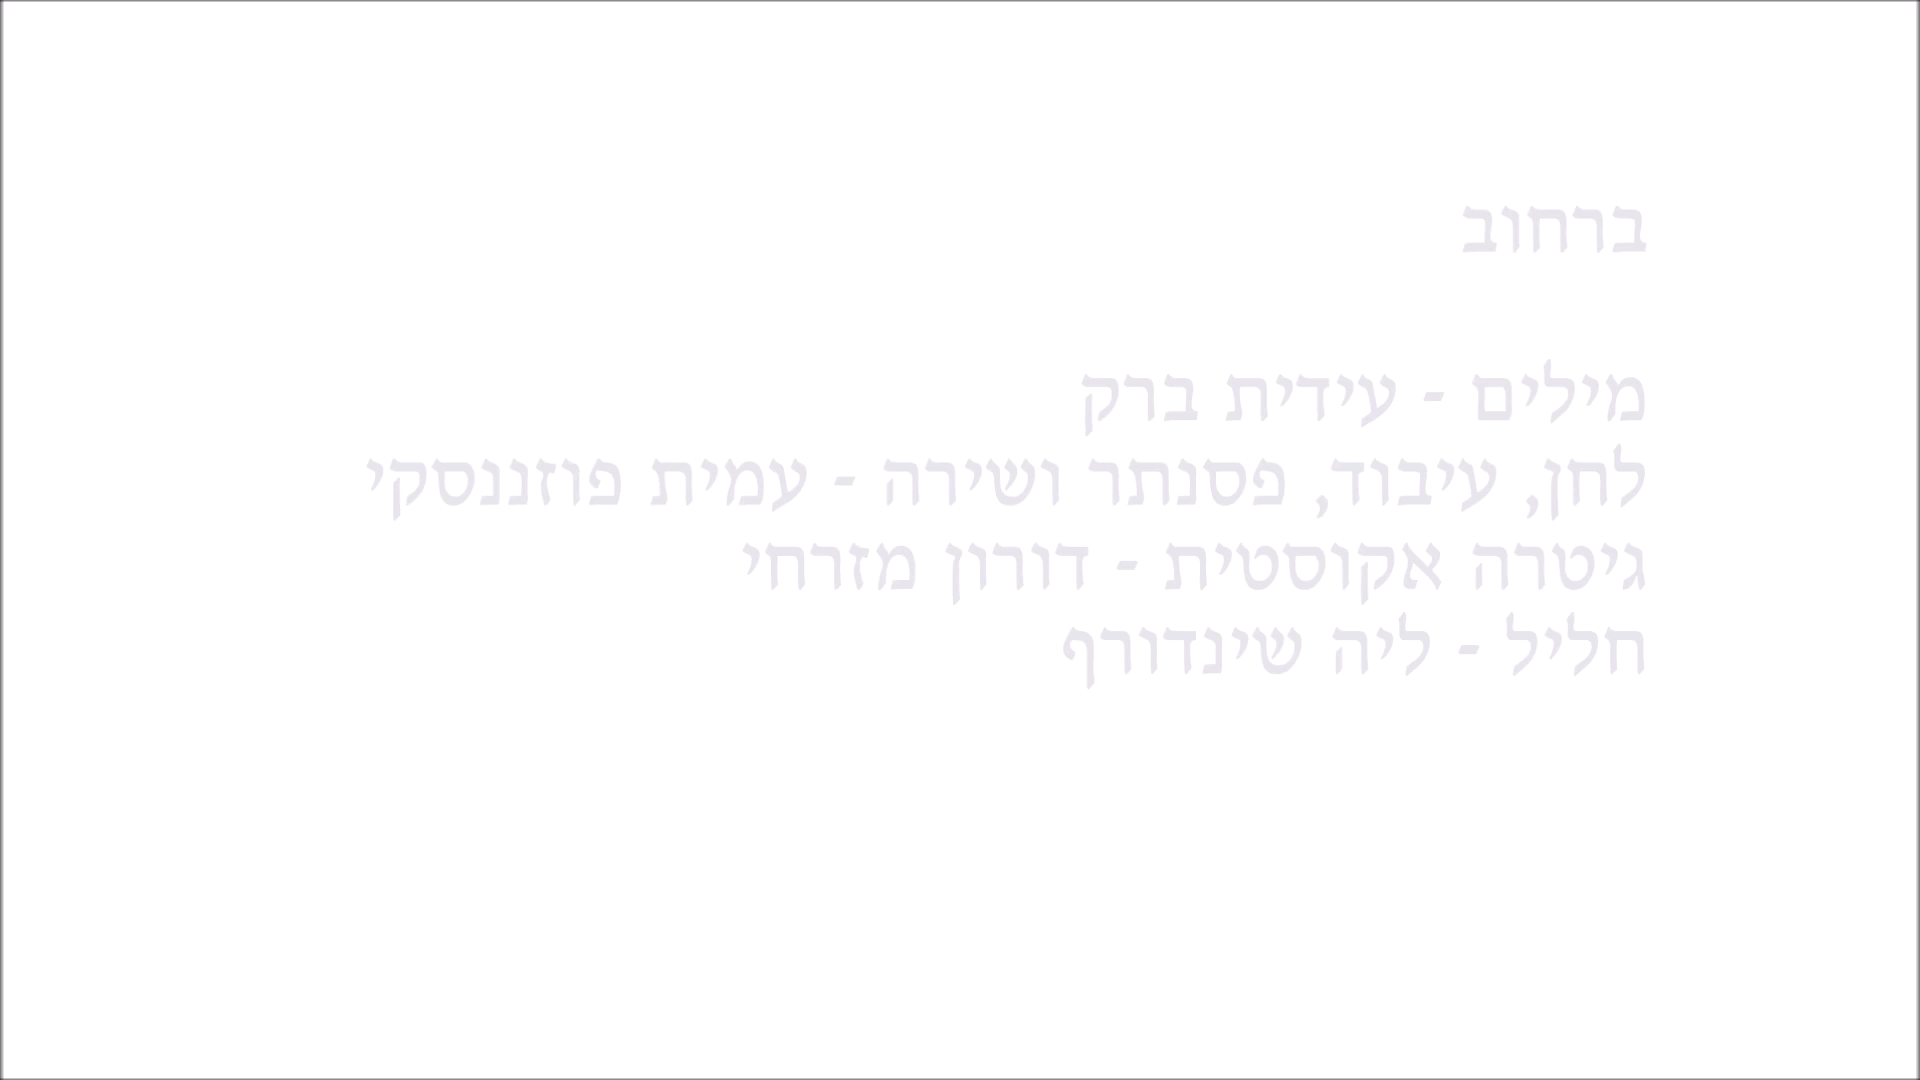 ברחוב
מילים - עידית ברק
לחן, עיבוד, פסנתר ושירה - עמית פוזננסקי
גיטרה אקוסטית - דורון מזרחי
חליל - ליה שינדורף